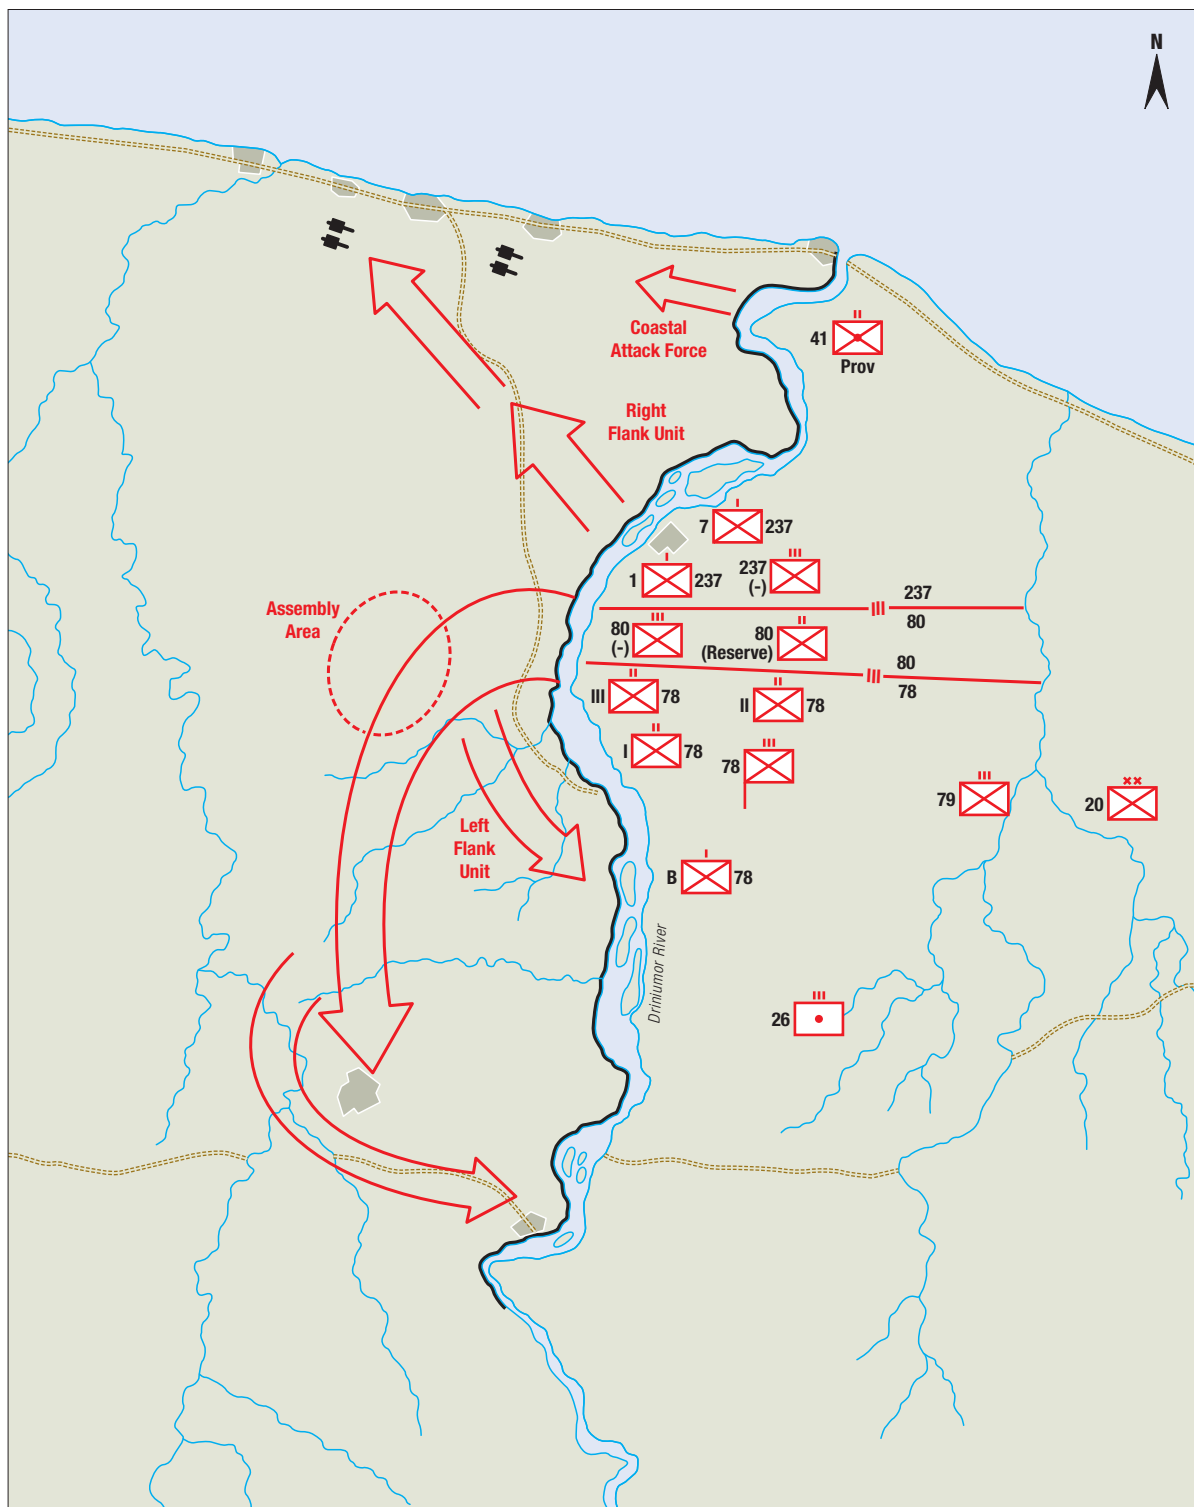 N
41
Prov
Coastal
Attack Force
Right
Flank Unit
7 237
1 237
237
(-)
237
80
Assembly
Area
80
(-)
80
(Reserve)
80
78
III 78
II 78
I 78
78
79
20
Left
Flank
Unit
B 78
Driniumor River
26